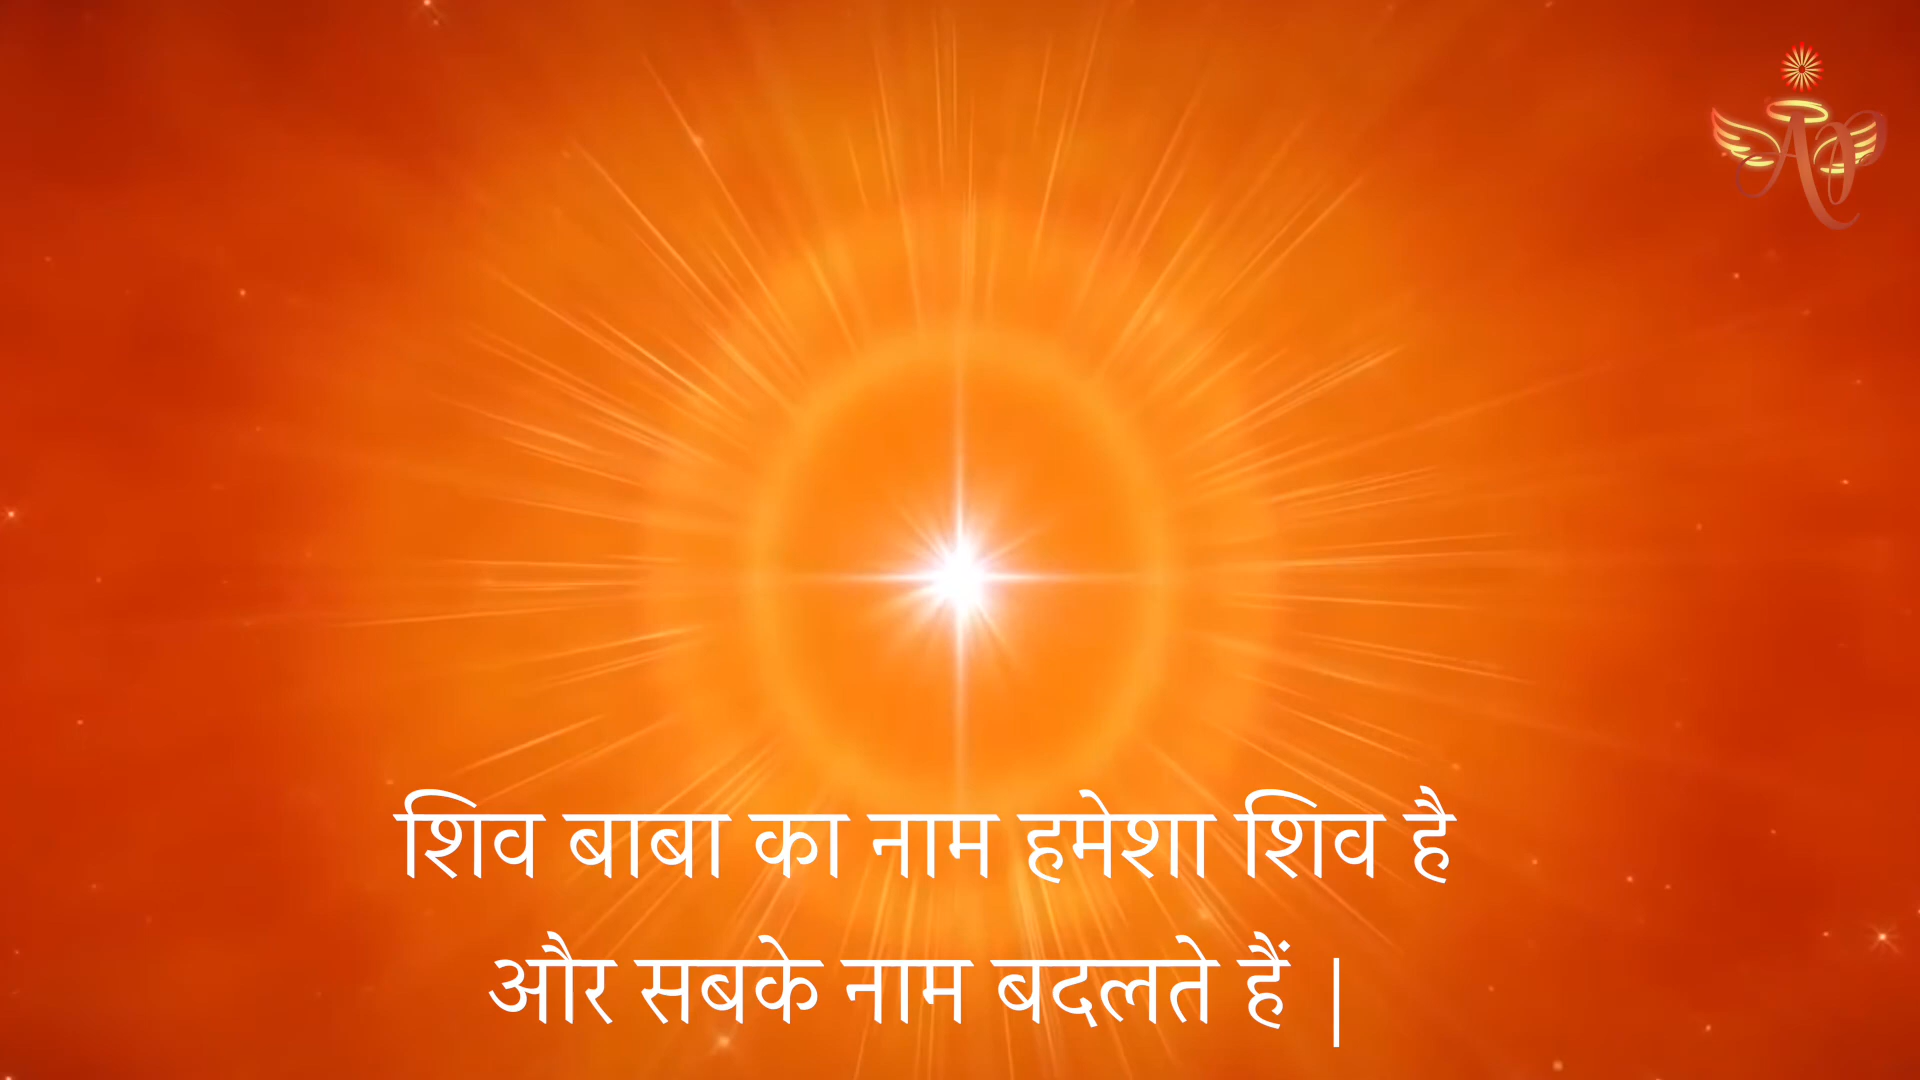 शिव बाबा का नाम हमेशा शिव है
और सबके नाम बदलते हैं |